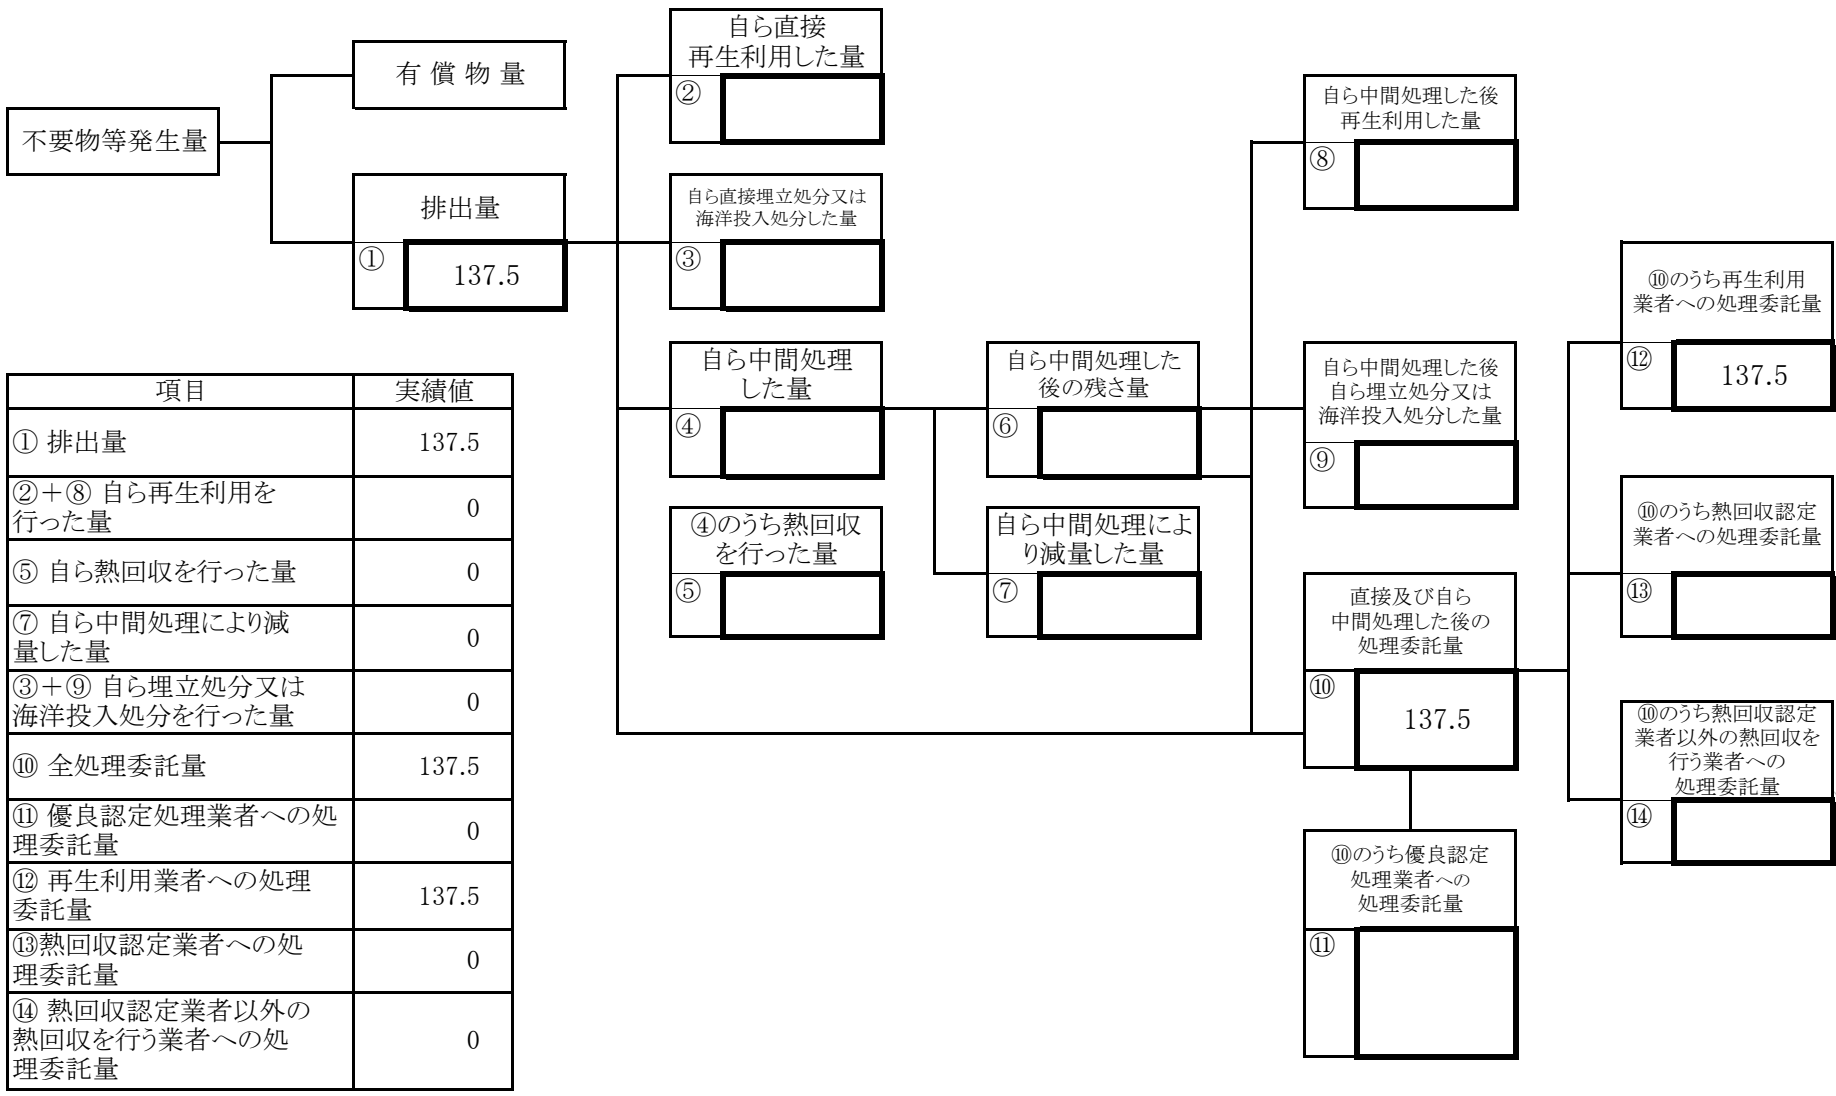 不要物等発生量
有 償 物 量
排出量
①
137.5
自ら直接
再生利用した量
②
自ら直接埋立処分又は
海洋投入処分した量
③
自ら中間処理
した量
④
④のうち熱回収
を行った量
⑤
自ら中間処理した
後の残さ量
⑥
自ら中間処理によ
り減量した量
⑦
自ら中間処理した後
再生利用した量
⑧
自ら中間処理した後
自ら埋立処分又は
海洋投入処分した量
⑨
直接及び自ら
中間処理した後の
処理委託量
⑩
137.5
⑩のうち優良認定
処理業者への
処理委託量
⑪
⑩のうち再生利用
業者への処理委託量
⑫
137.5
⑩のうち熱回収認定
業者への処理委託量
⑬
⑩のうち熱回収認定
業者以外の熱回収を
行う業者への
処理委託量
⑭
項目 実績値
① 排出量 137.5
②＋⑧ 自ら再生利用を
行った量 0
⑤ 自ら熱回収を行った量 0
⑦ 自ら中間処理により減
量した量 0
③＋⑨ 自ら埋立処分又は
海洋投入処分を行った量 0
⑩ 全処理委託量 137.5
⑪ 優良認定処理業者への処
理委託量 0
⑫ 再生利用業者への処理
委託量 137.5
⑬熱回収認定業者への処
理委託量 0
⑭ 熱回収認定業者以外の
熱回収を行う業者への処
理委託量 0